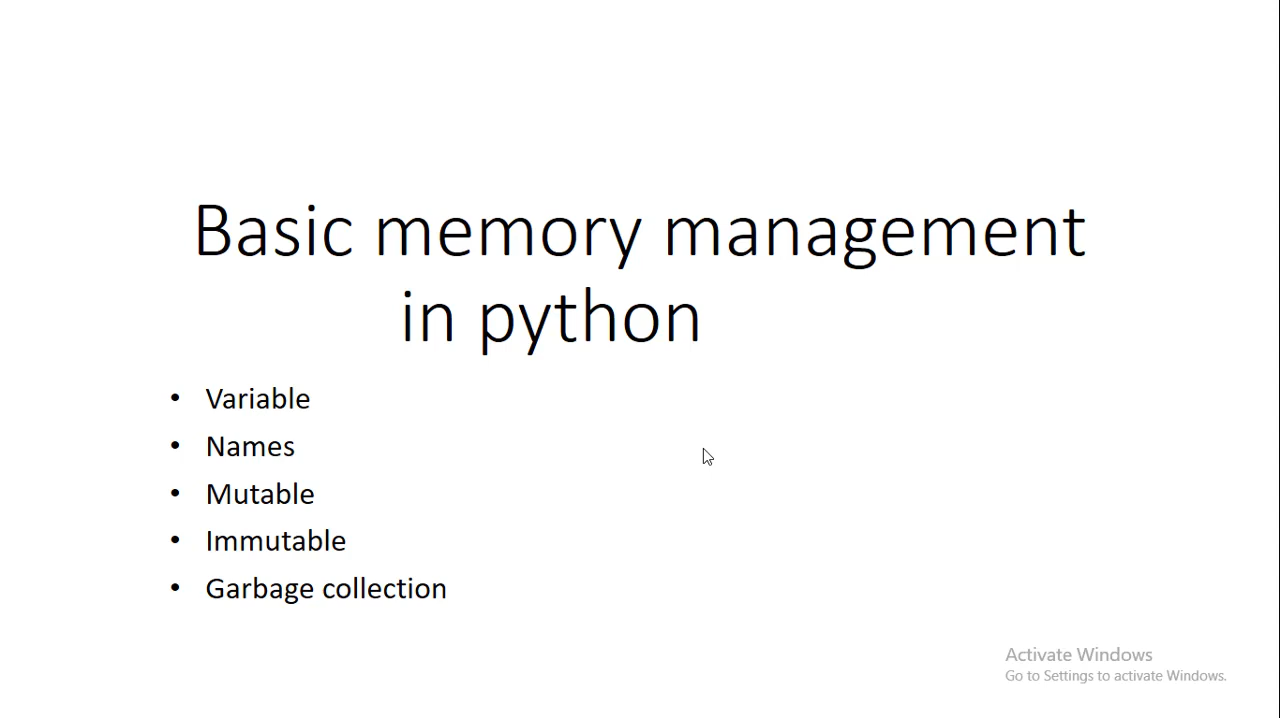 Basic memory management
in python
• Variable
• Names
• Mutable
• Immutable
• Garbage collection
Activate Windows
Go to Settings to activate Windows.